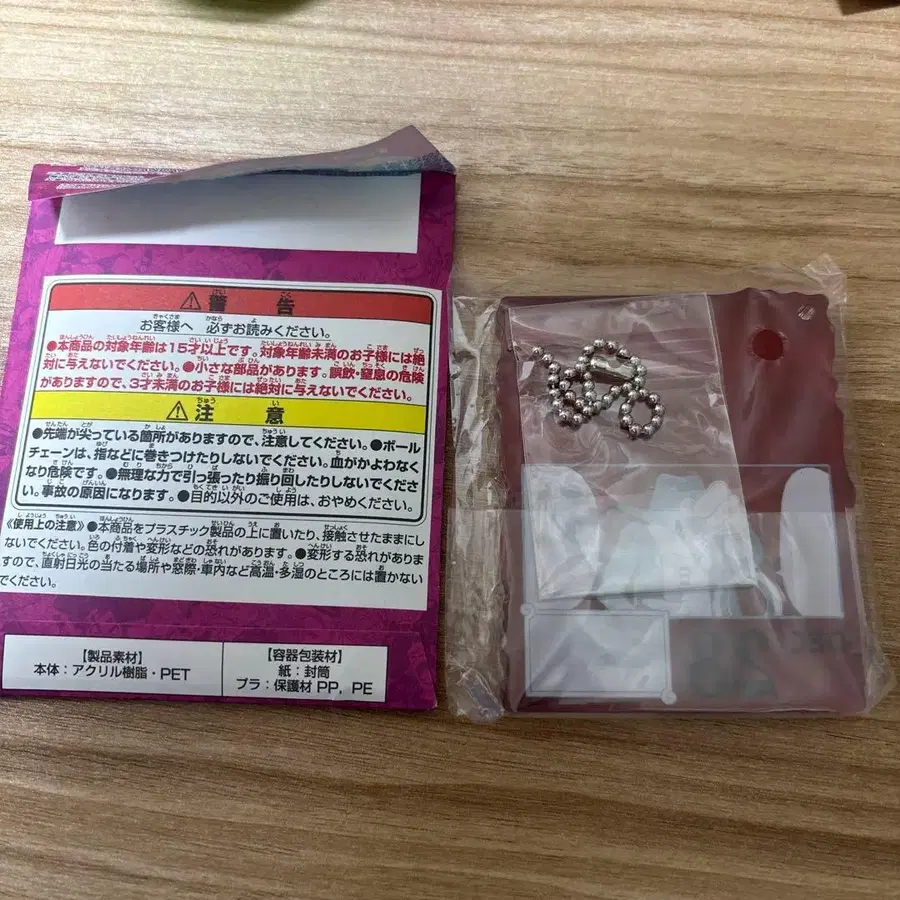 警告
お客様へ 必ずお読みください。
●本商品の対象年齢は15才以上です。対象年齢未満のお子様には絶
対に与えないでください。●小さな部品があります。誤飲・窒息の危険
がありますので、3才未満のお子様には絶対に与えないでください。
注意
●先端が尖っている箇所がありますので、注意してください。●ボール
チェーンは、指などに巻きつけたりしないでください。血がかよわなく
なり危険です。●無理な力で引っ張ったり振り回したりしないでくださ
い。事故の原因になります。●目的以外のご使用は、おやめください。
《使用上の注意》●本商品をプラスチック製品の上に置いたり、接触させたままにし
ないでください。色の付着や変形などの恐れがあります。●変形する恐れがありま
すので、直射日光の当たる場所や窓際・車内など高温・多湿のところには置かない
でください。
【製品素材】
本体：アクリル樹脂・PET
【容器包装材】
紙：封筒
プラ：保護材 PP, PE